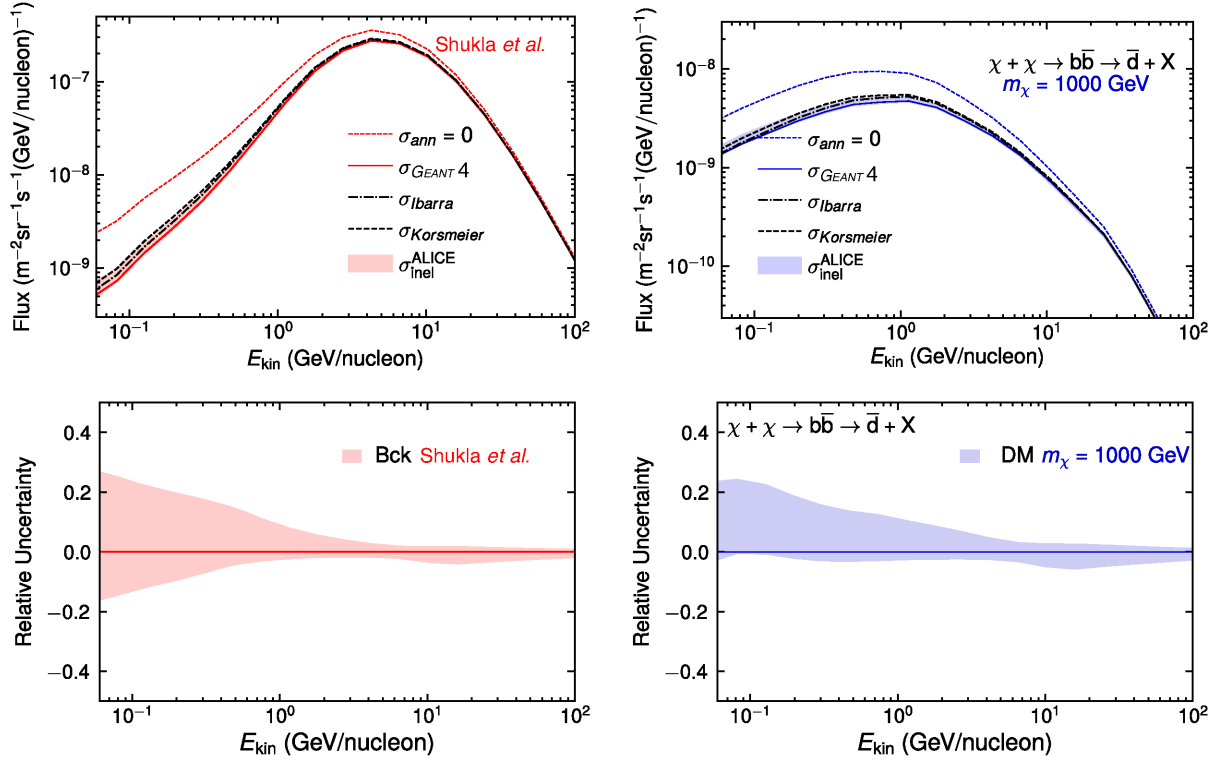 Flux (m⁻²sr⁻¹s⁻¹(GeV/nucleon)⁻¹)
10⁻⁷
10⁻⁸
10⁻⁹
Shukla et al.
σ_ann = 0
σ_GEANT 4
σ_Ibarra
σ_Korsmeier
σ_inel^ALICE
10⁻¹ 10⁰ 10¹ 10²
E_kin (GeV/nucleon)
Flux (m⁻²sr⁻¹s⁻¹(GeV/nucleon)⁻¹)
10⁻⁸
10⁻⁹
10⁻¹⁰
χ + χ → bb̅ → d̅ + X
m_χ = 1000 GeV
σ_ann = 0
σ_GEANT 4
σ_Ibarra
σ_Korsmeier
σ_inel^ALICE
10⁻¹ 10⁰ 10¹ 10²
E_kin (GeV/nucleon)
Relative Uncertainty
0.4
0.2
0.0
−0.2
−0.4
Bck Shukla et al.
10⁻¹ 10⁰ 10¹ 10²
E_kin (GeV/nucleon)
Relative Uncertainty
0.4
0.2
0.0
−0.2
−0.4
χ + χ → bb̅ → d̅ + X
DM m_χ = 1000 GeV
10⁻¹ 10⁰ 10¹ 10²
E_kin (GeV/nucleon)